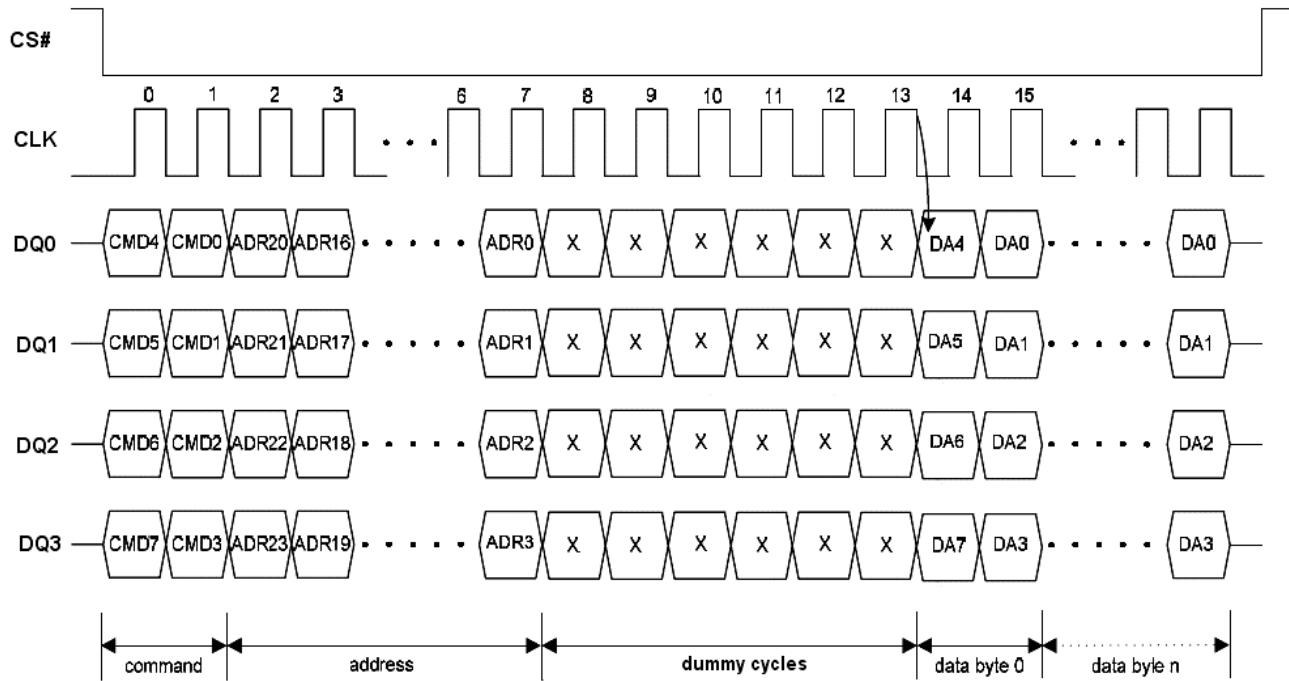 CS#
0 1 2 3 6 7 8 9 10 11 12 13 14 15
CLK
DQ0 CMD4 CMD0 ADR20 ADR16 ADR0 X X X X X X DA4 DA0 DA0
DQ1 CMD5 CMD1 ADR21 ADR17 ADR1 X X X X X X DA5 DA1 DA1
DQ2 CMD6 CMD2 ADR22 ADR18 ADR2 X X X X X X DA6 DA2 DA2
DQ3 CMD7 CMD3 ADR23 ADR19 ADR3 X X X X X X DA7 DA3 DA3
command address dummy cycles data byte 0 data byle n